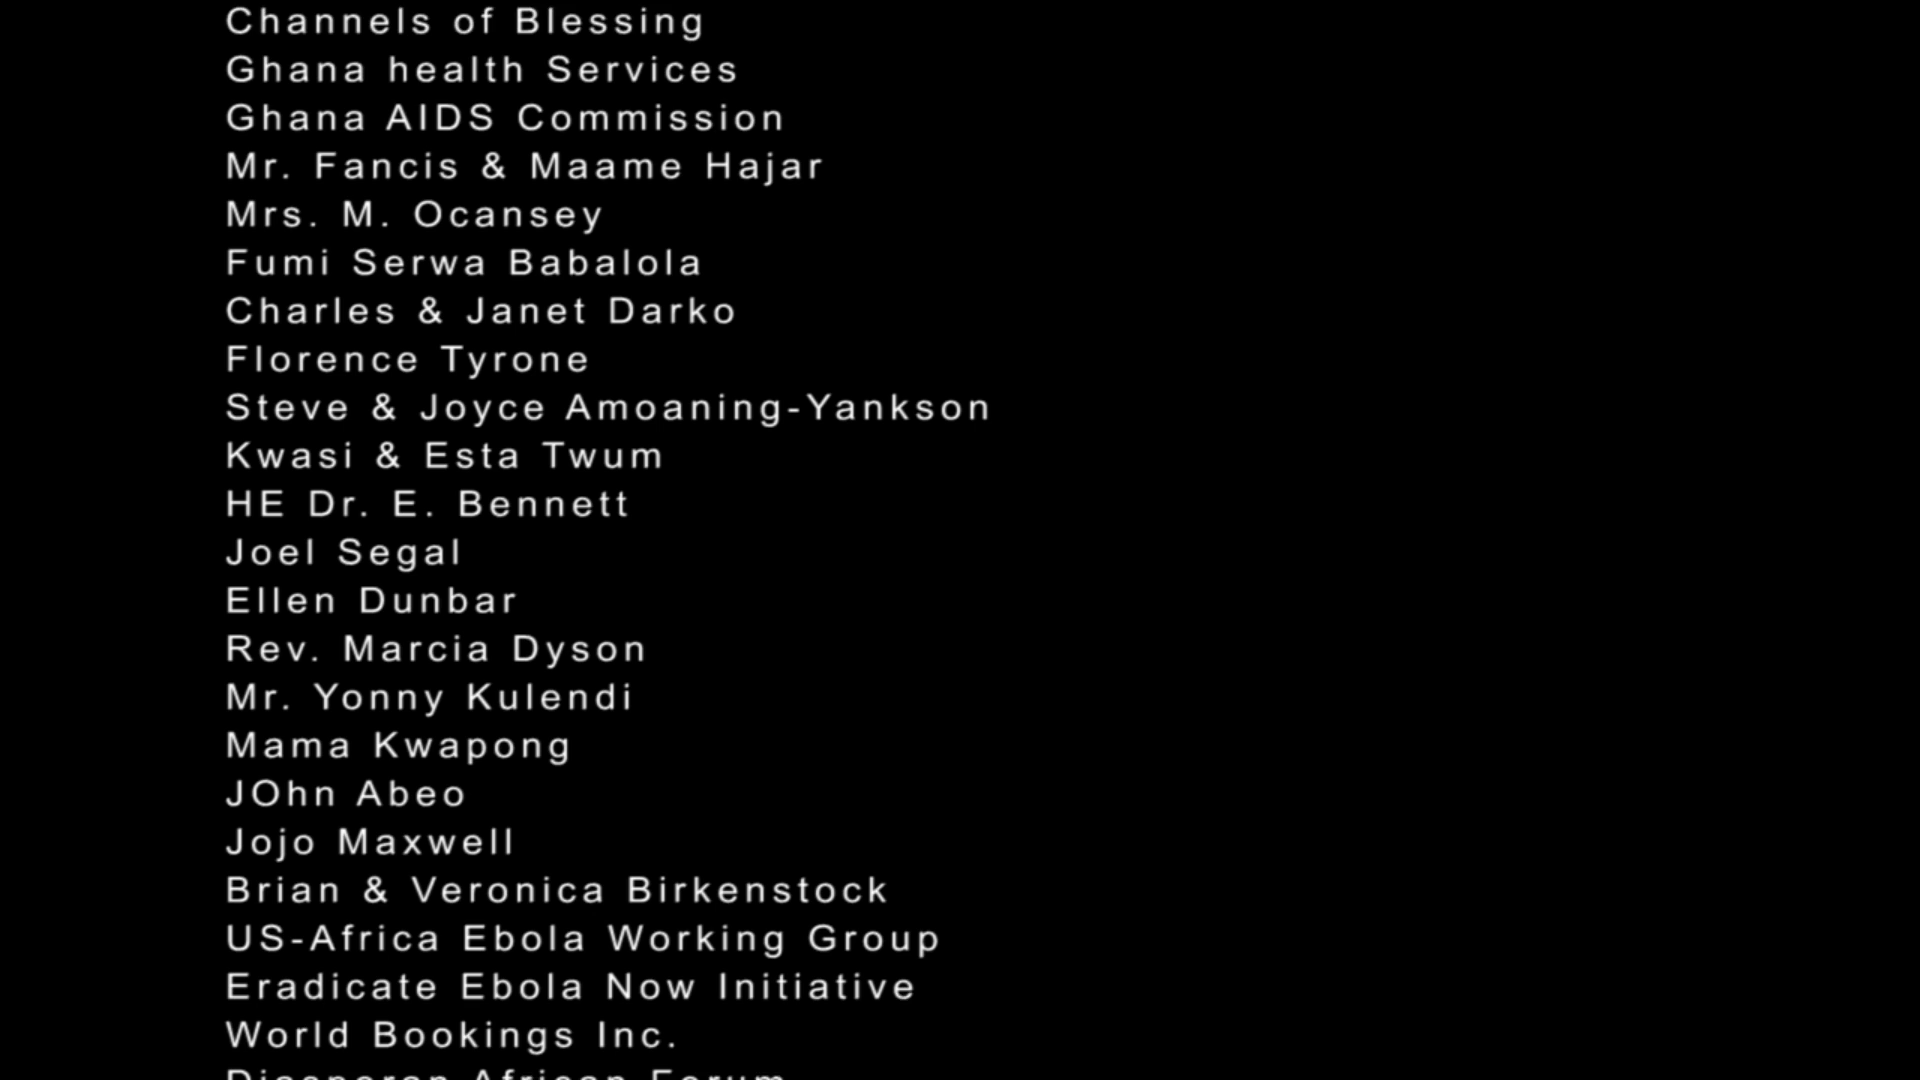 Channels of Blessing
Ghana health Services
Ghana AIDS Commission
Mr. Fancis & Maame Hajar
Mrs. M. Ocansey
Fumi Serwa Babalola
Charles & Janet Darko
Florence Tyrone
Steve & Joyce Amoaning-Yankson
Kwasi & Esta Twum
HE Dr. E. Bennett
Joel Segal
Ellen Dunbar
Rev. Marcia Dyson
Mr. Yonny Kulendi
Mama Kwapong
JOhn Abeo
Jojo Maxwell
Brian & Veronica Birkenstock
US-Africa Ebola Working Group
Eradicate Ebola Now Initiative
World Bookings Inc.
Diasporan African Forum